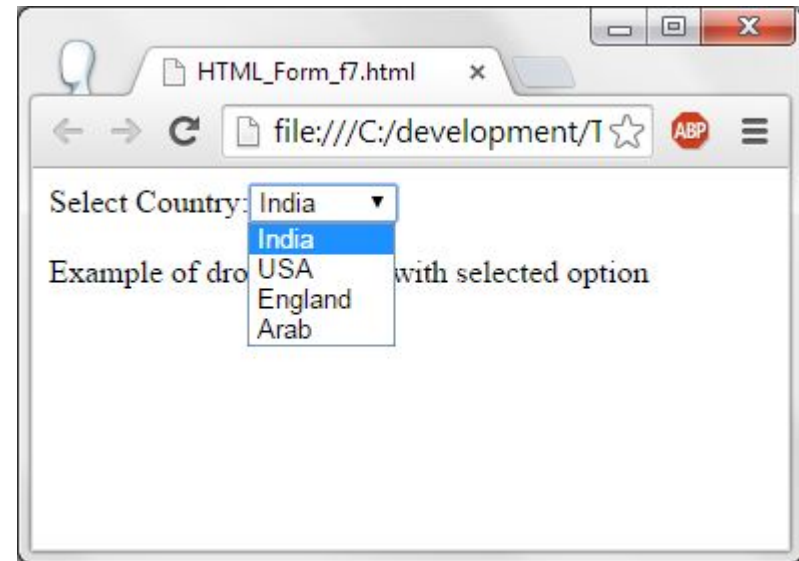 HTML_Form_f7.html
file:///C:/development/T
ABP
Select Country: India
India
USA
England
Arab
Example of dro with selected option